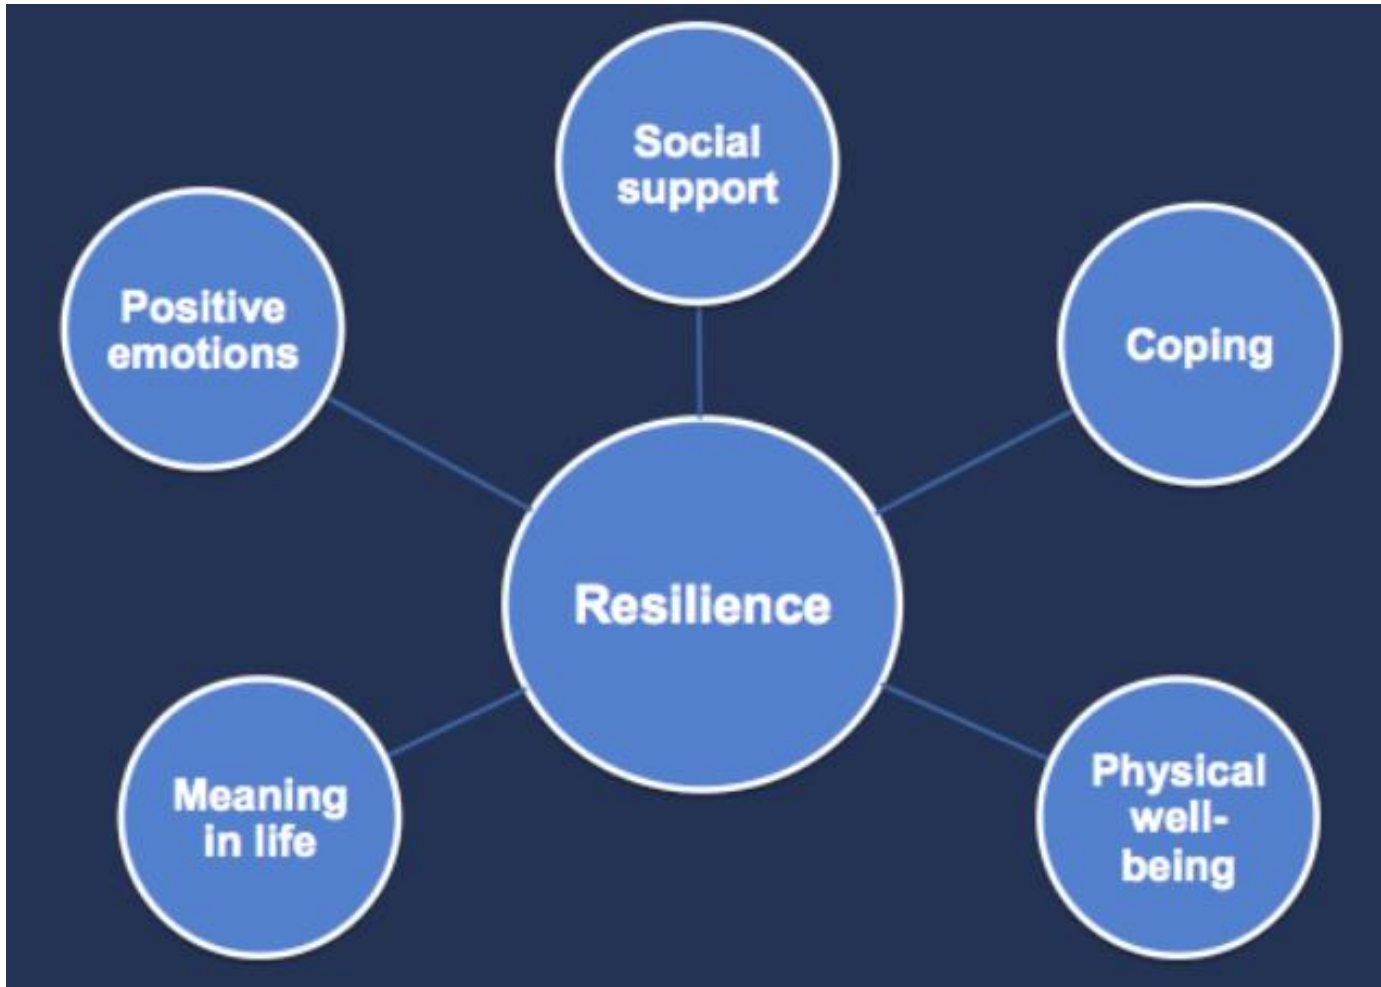 Social
support
Positive
emotions
Coping
Resilience
Meaning
in life
Physical
well-
being